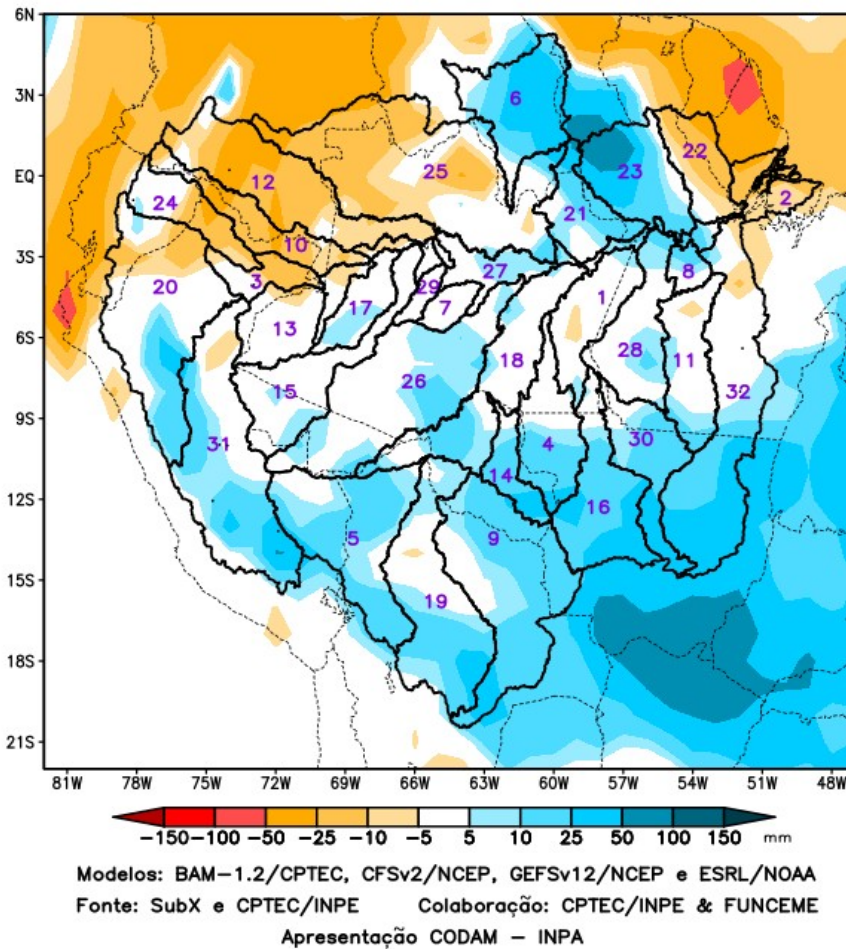 6N
3N
EQ
3S
6S
9S
12S
15S
18S
21S
6
22
25
12
23
2
24
21
10
27
8
3
20
29
1
17
7
13
28
11
18
26
15
32
31
30
4
14
16
5
9
19
81W 78W 75W 72W 69W 66W 63W 60W 57W 54W 51W 48W
−150 −100 −50 −25 −10 −5 5 10 25 50 100 150 mm
Modelos: BAM−1.2/CPTEC, CFSv2/NCEP, GEFSv12/NCEP e ESRL/NOAA
Fonte: SubX e CPTEC/INPE Colaboração: CPTEC/INPE & FUNCEME
Apresentação CODAM − INPA